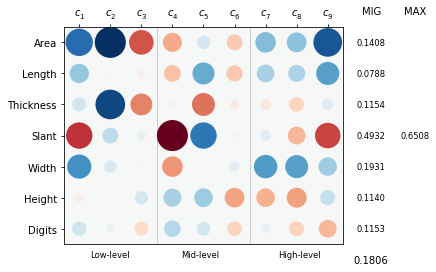 c1 c2 c3 c4 c5 c6 c7 c8 c9 MIG MAX
Area 0.1408
Length 0.0788
Thickness 0.1154
Slant 0.4932 0.6508
Width 0.1931
Height 0.1140
Digits 0.1153
Low-level Mid-level High-level
0.1806